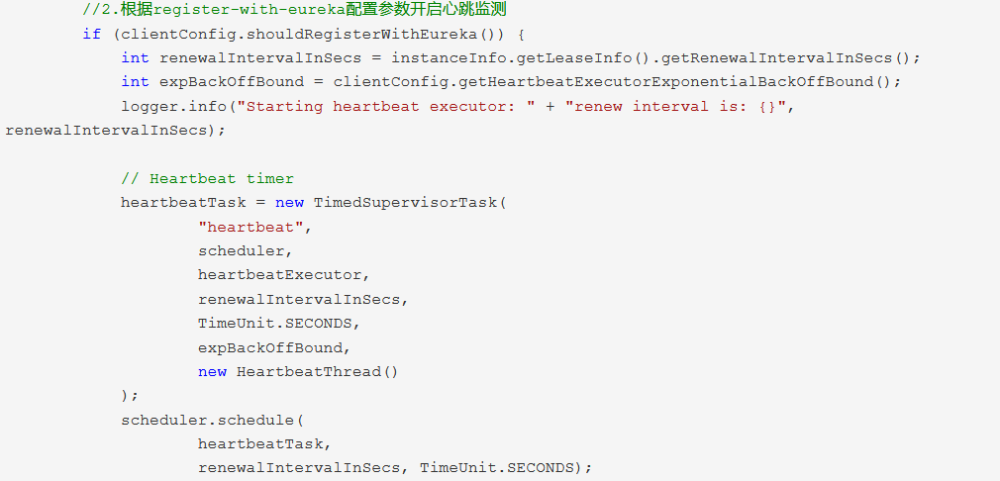 //2.根据register-with-eureka配置参数开启心跳监测
if (clientConfig.shouldRegisterWithEureka()) {
int renewalIntervalInSecs = instanceInfo.getLeaseInfo().getRenewalIntervalInSecs();
int expBackOffBound = clientConfig.getHeartbeatExecutorExponentialBackOffBound();
logger.info("Starting heartbeat executor: " + "renew interval is: {}",
renewalIntervalInSecs);
// Heartbeat timer
heartbeatTask = new TimedSupervisorTask(
"heartbeat",
scheduler,
heartbeatExecutor,
renewalIntervalInSecs,
TimeUnit.SECONDS,
expBackOffBound,
new HeartbeatThread()
);
scheduler.schedule(
heartbeatTask,
renewalIntervalInSecs, TimeUnit.SECONDS);